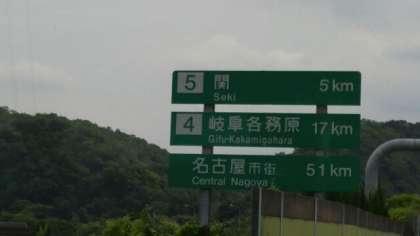 5 関 5 km
Seki
4 岐阜各務原 17 km
Gifu-Kakamigahara
名古屋市街 51 km
Central Nagoya